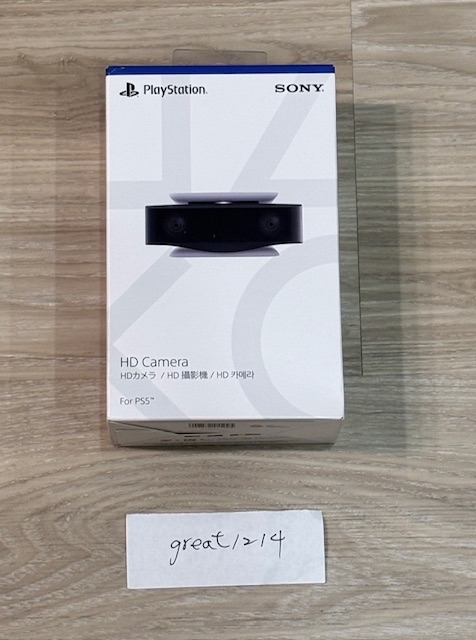 PlayStation.
SONY.
HD Camera
HDカメラ / HD 攝影機 / HD 카메라
For PS5™
great1214